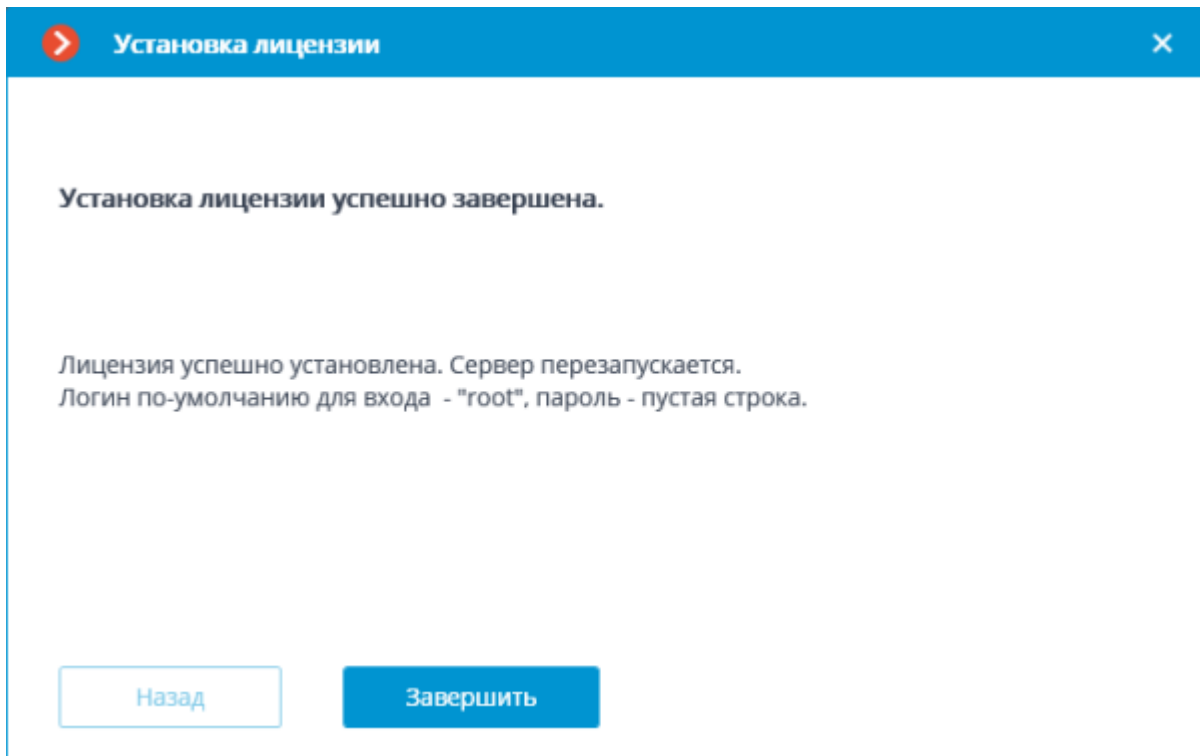 Установка лицензии
Установка лицензии успешно завершена.
Лицензия успешно установлена. Сервер перезапускается.
Логин по-умолчанию для входа  - "root", пароль - пустая строка.
Назад
Завершить